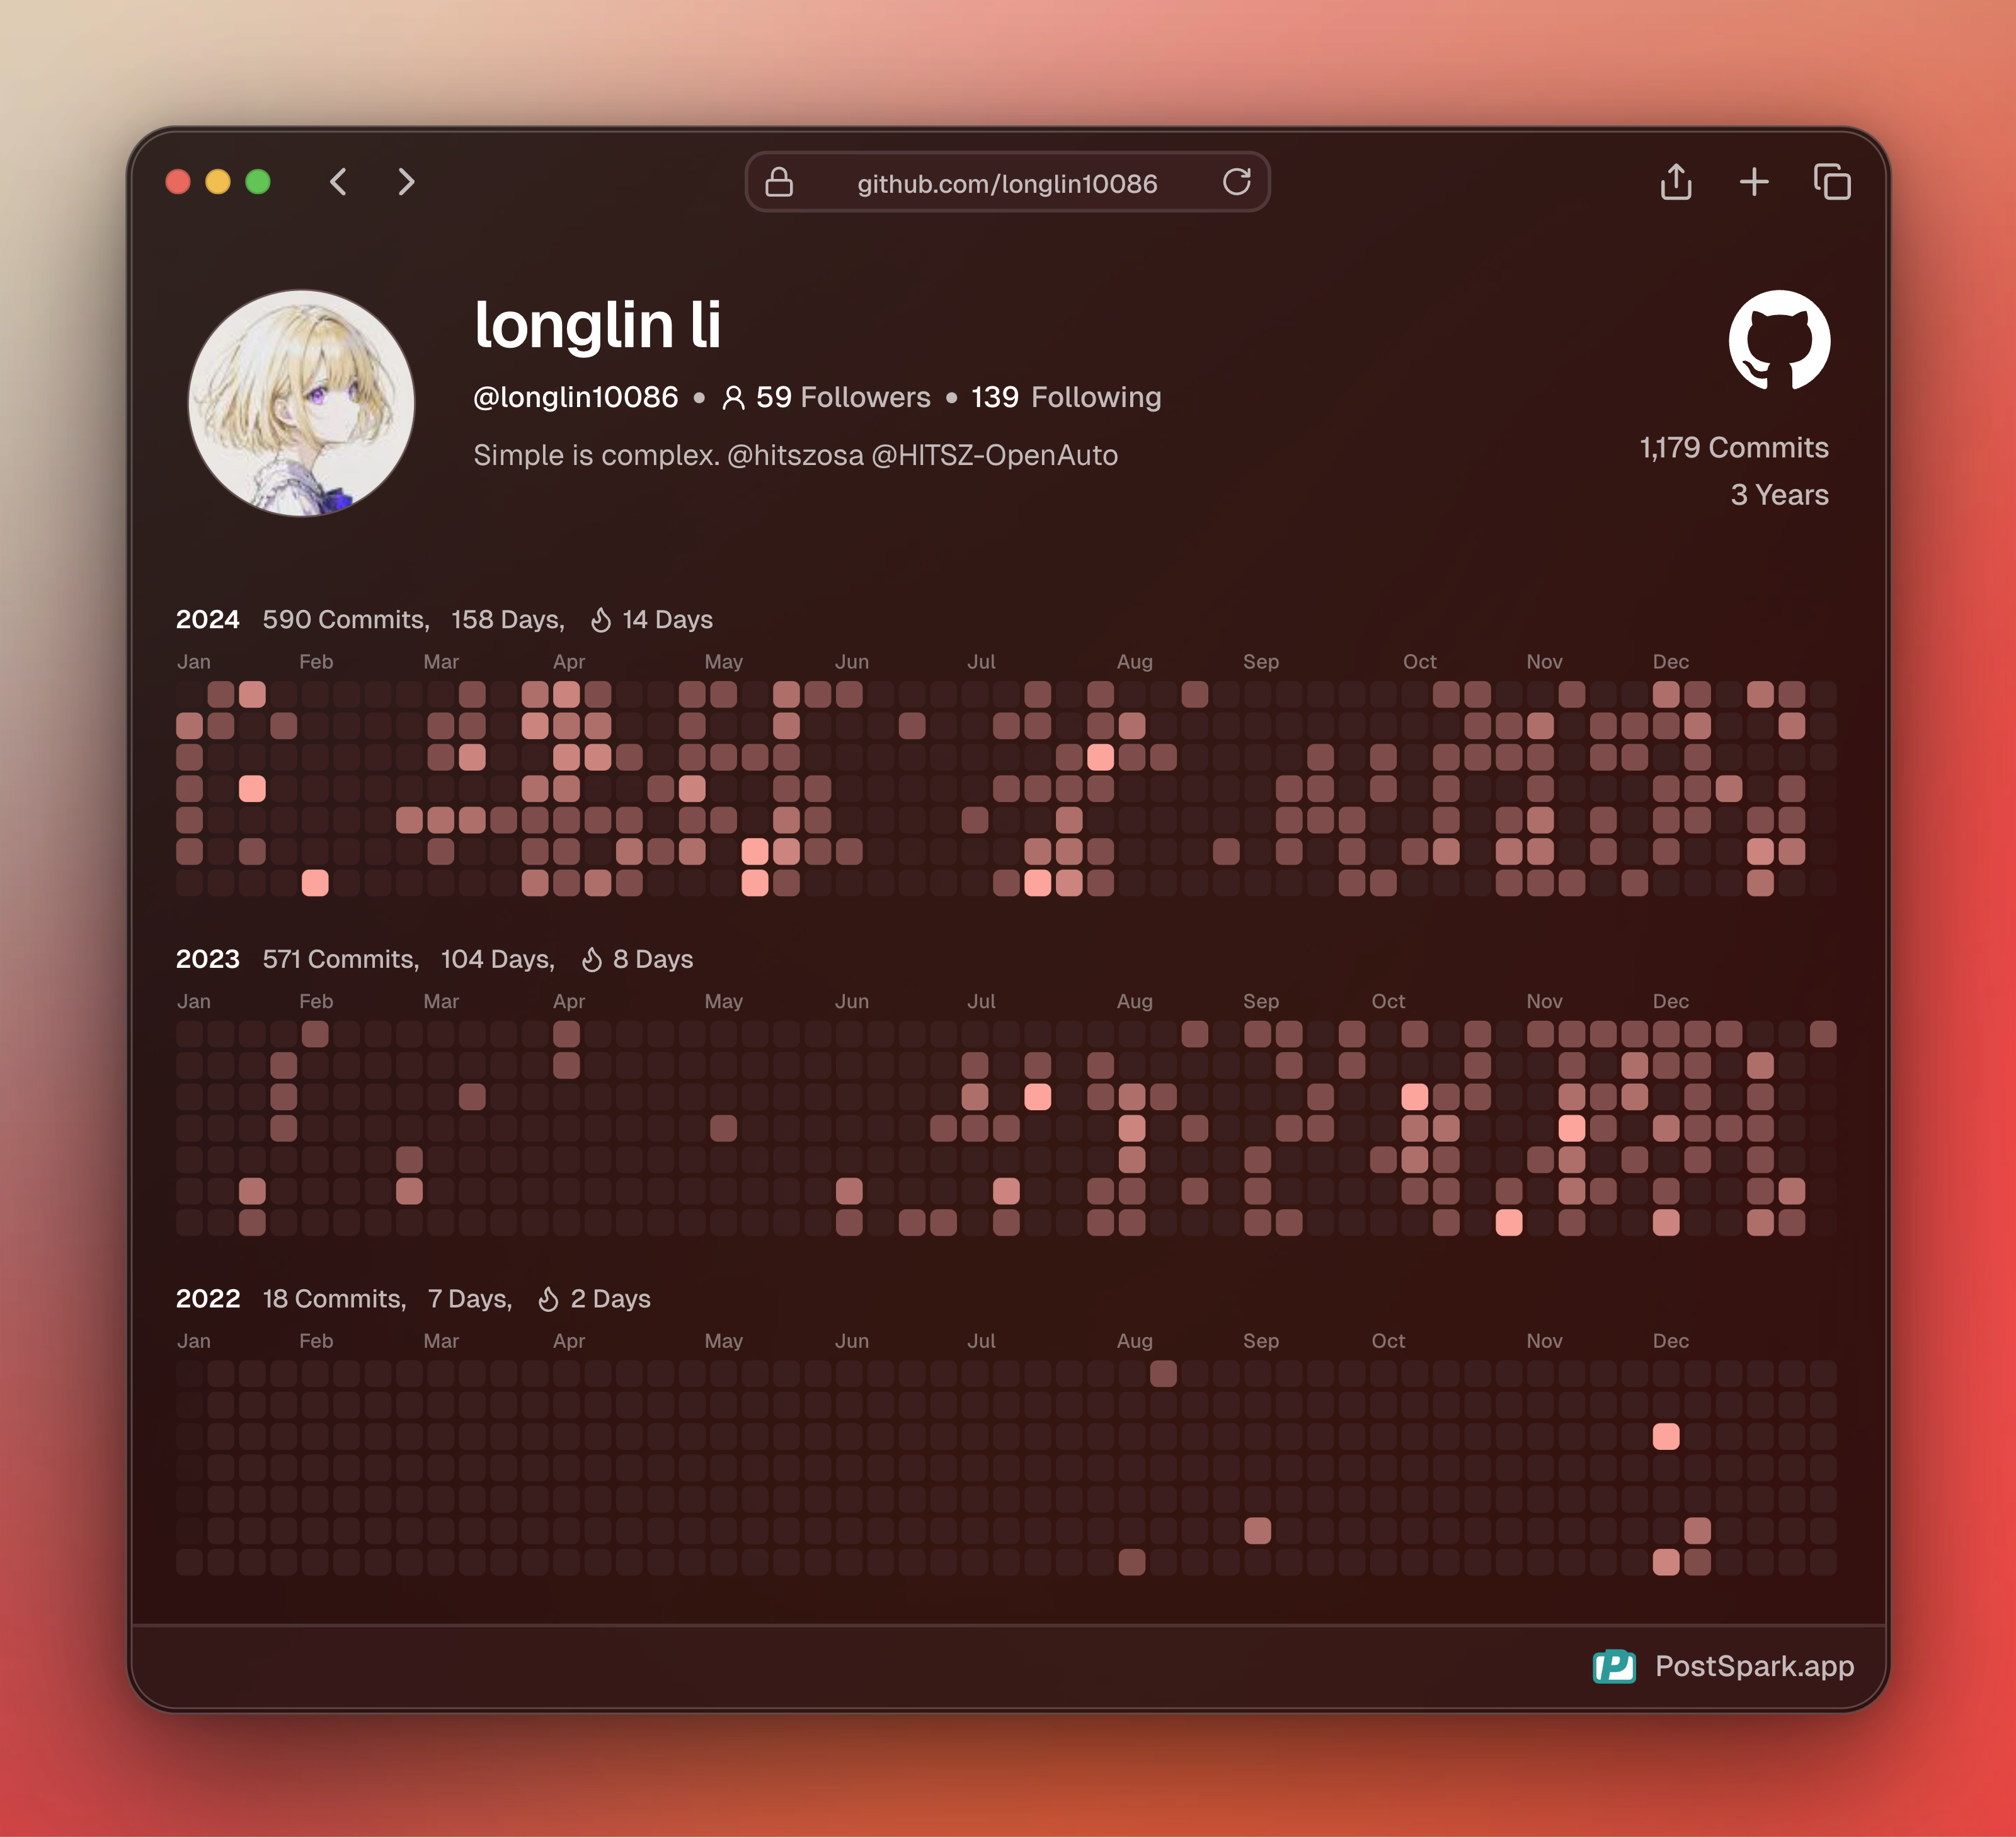 github.com/longlin10086
longlin li
@longlin10086 • 59 Followers • 139 Following
Simple is complex. @hitszosa @HITSZ-OpenAuto
1,179 Commits
3 Years
2024 590 Commits, 158 Days, 14 Days
Jan Feb Mar Apr May Jun Jul Aug Sep Oct Nov Dec
2023 571 Commits, 104 Days, 8 Days
Jan Feb Mar Apr May Jun Jul Aug Sep Oct Nov Dec
2022 18 Commits, 7 Days, 2 Days
Jan Feb Mar Apr May Jun Jul Aug Sep Oct Nov Dec
P PostSpark.app